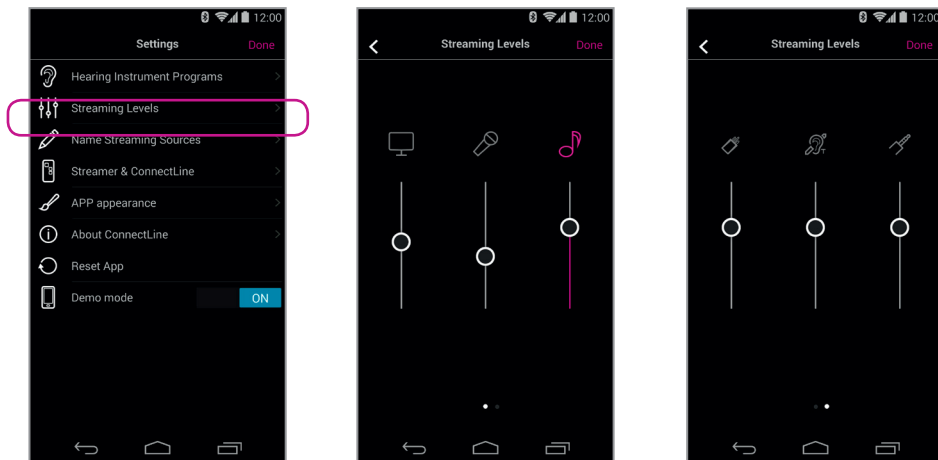 12:00
Settings
Done
Hearing Instrument Programs
Streaming Levels
Name Streaming Sources
Streamer & ConnectLine
APP appearance
About ConnectLine
Reset App
Demo mode
ON
12:00
Streaming Levels
Done
12:00
Streaming Levels
Done
T